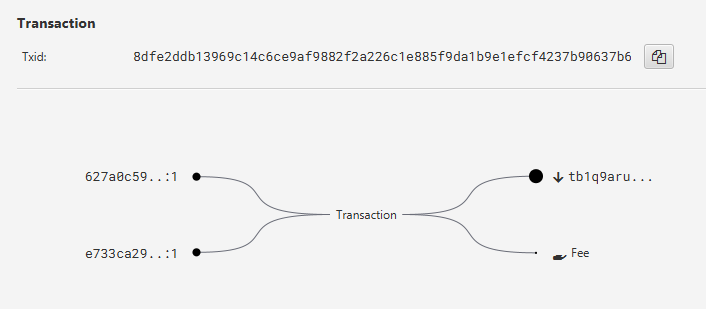 Transaction
Txid: 8dfe2ddb13969c14c6ce9af9882f2a226c1e885f9da1b9e1efcf4237b90637b6
627a0c59..:1
tb1q9aru...
Transaction
e733ca29..:1
Fee